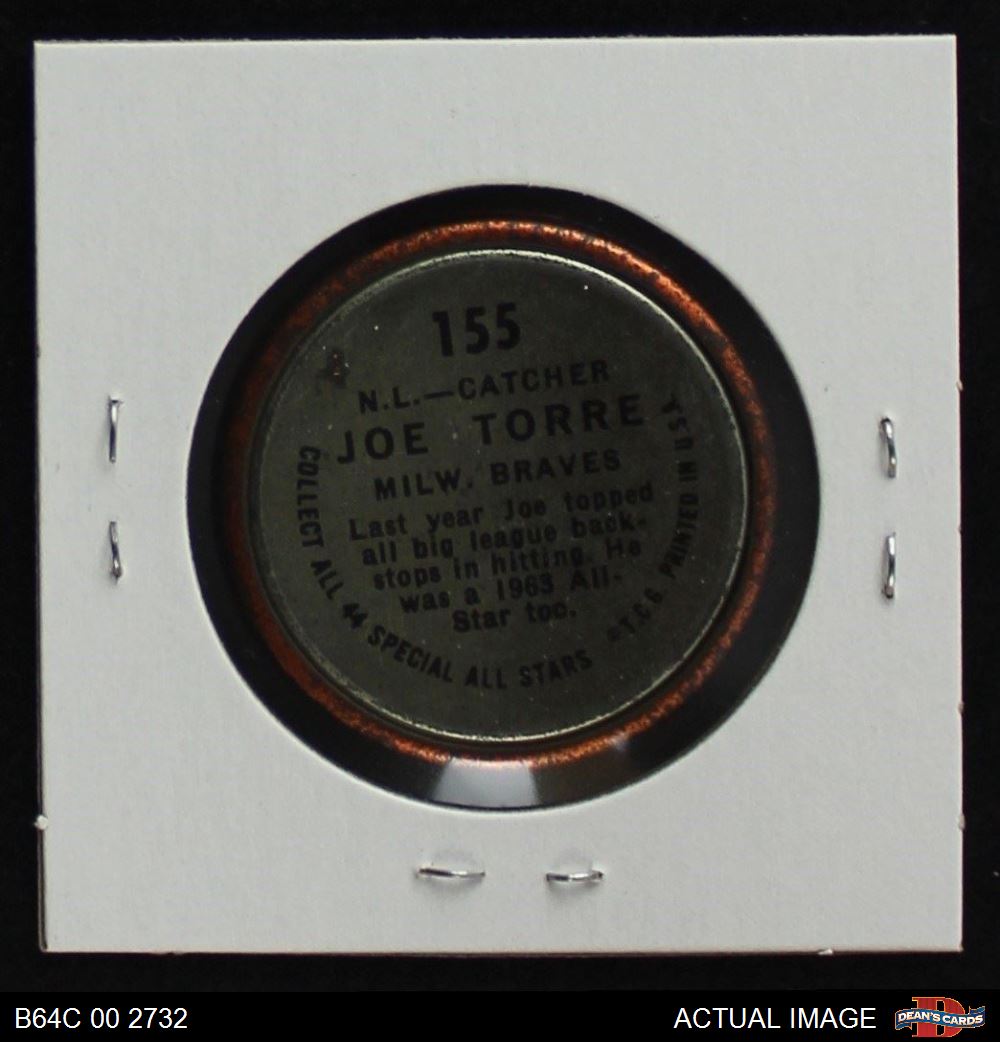 155
N.L.—CATCHER
JOE TORRE
MILW. BRAVES
Last year Joe topped
all big league back-
stops in hitting. He
was a 1963 All-
Star too.
COLLECT ALL 44 SPECIAL ALL STARS
©T.C.G. PRINTED IN USA
B64C 00 2732
ACTUAL IMAGE
DEAN'S CARDS